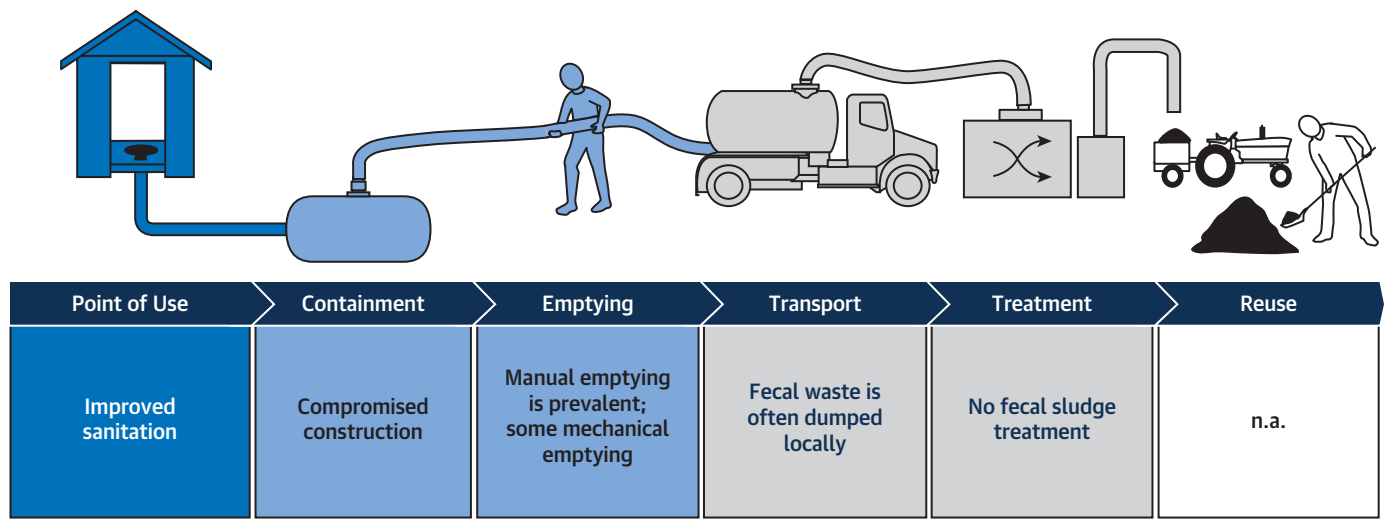 Point of Use
Containment
Emptying
Transport
Treatment
Reuse
Improved
sanitation
Compromised
construction
Manual emptying
is prevalent;
some mechanical
emptying
Fecal waste is
often dumped
locally
No fecal sludge
treatment
n.a.